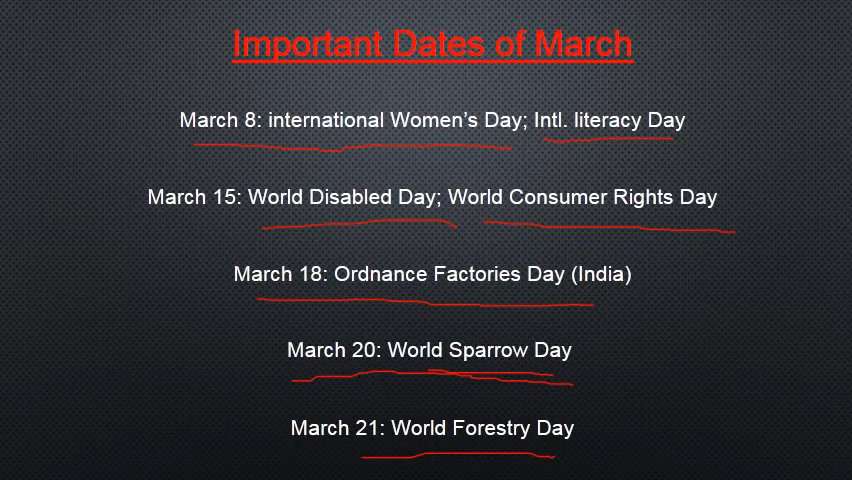 Important Dates of March
March 8: international Women’s Day; Intl. literacy Day
March 15: World Disabled Day; World Consumer Rights Day
March 18: Ordnance Factories Day (India)
March 20: World Sparrow Day
March 21: World Forestry Day